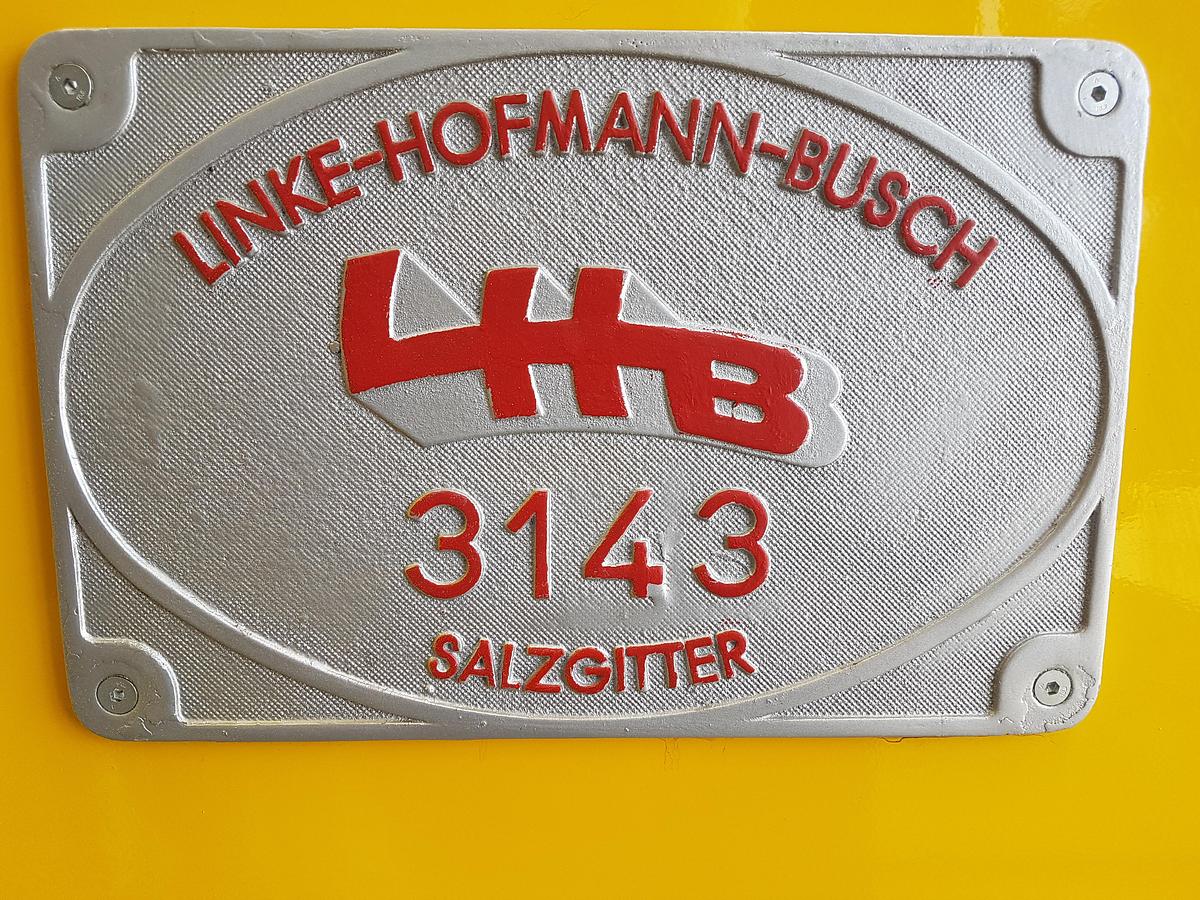 LINKE-HOFMANN-BUSCH
LHB
3143
SALZGITTER